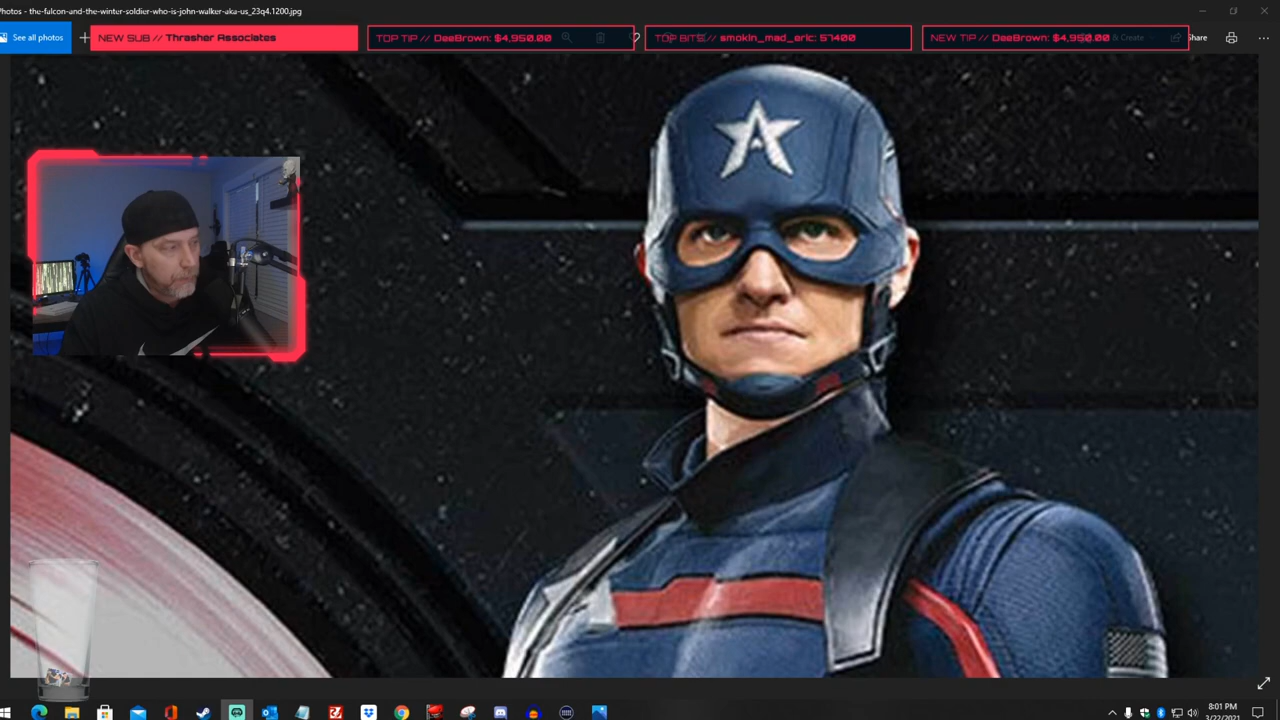 Photos - the-falcon-and-the-winter-soldier-who-is-john-walker-aka-us_23q4.1200.jpg
See all photos
NEW SUB // Thrasher Associates
TOP TIP // DeeBrown: $4,950.00
TOP BITS // smokin_mad_eric: 57400
NEW TIP // DeeBrown: $4,950.00
& Create
Share
A
8:01 PM
3/22/2021